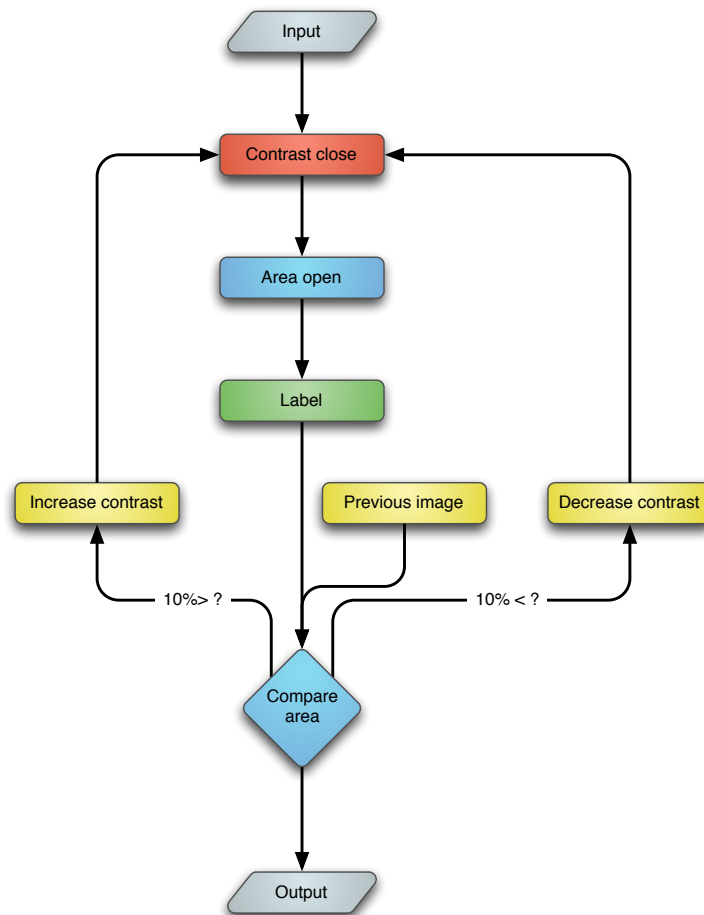 Input
Contrast close
Area open
Label
Increase contrast
Previous image
Decrease contrast
10%> ?
10% < ?
Compare
area
Output